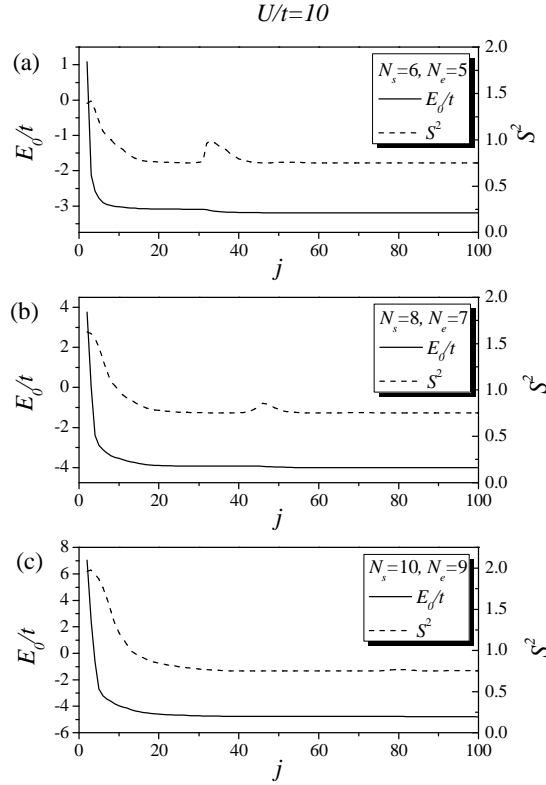 U/t=10
(a)
N_s=6, N_e=5
E_0/t
S^2
E_0/t
S^2
1
0
-1
-2
-3
2.0
1.5
1.0
0.5
0.0
0 20 40 60 80 100
j
(b)
N_s=8, N_e=7
E_0/t
S^2
E_0/t
S^2
4
2
0
-2
-4
2.0
1.5
1.0
0.5
0.0
0 20 40 60 80 100
j
(c)
N_s=10, N_e=9
E_0/t
S^2
E_0/t
S^2
8
6
4
2
0
-2
-4
-6
2.0
1.5
1.0
0.5
0.0
0 20 40 60 80 100
j